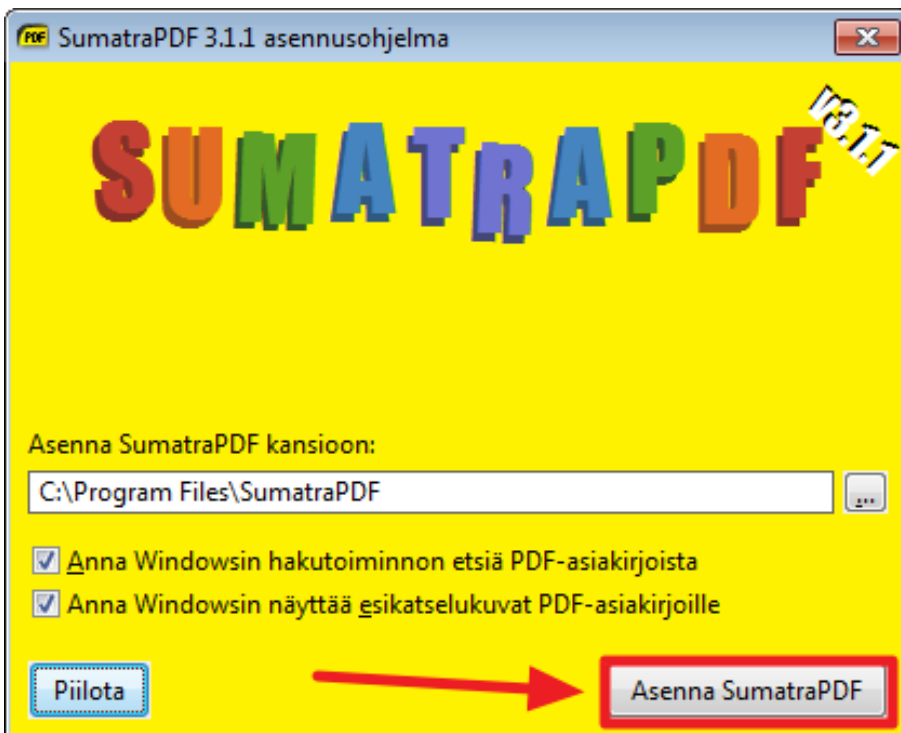 PDF SumatraPDF 3.1.1 asennusohjelma
SUMATRAPDF
v3.1.1
Asenna SumatraPDF kansioon:
C:\Program Files\SumatraPDF
...
Anna Windowsin hakutoiminnon etsiä PDF-asiakirjoista
Anna Windowsin näyttää esikatselukuvat PDF-asiakirjoille
Piilota
Asenna SumatraPDF